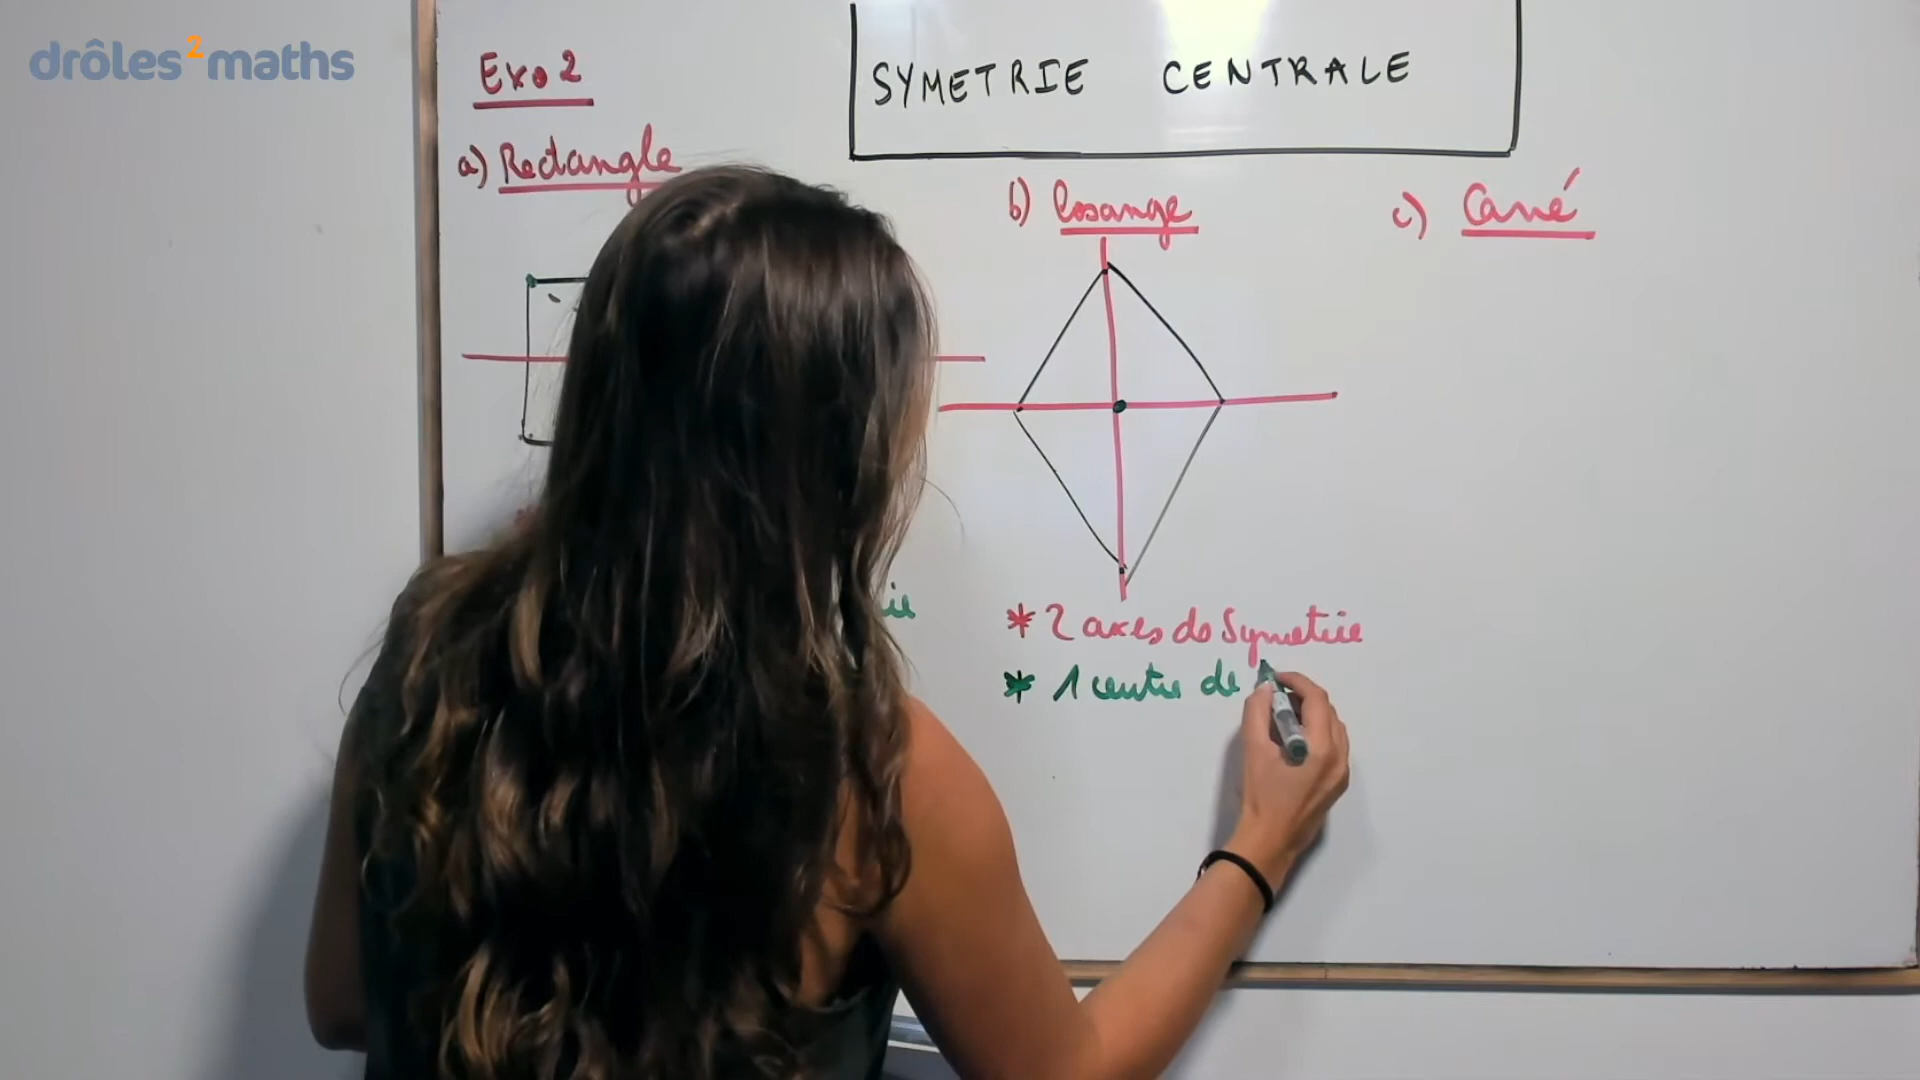 drôles2maths
Exo 2
SYMETRIE CENTRALE
a) Rectangle
b) losange
c) Carré
* 2 axes de Symetrie
* 1 centre de